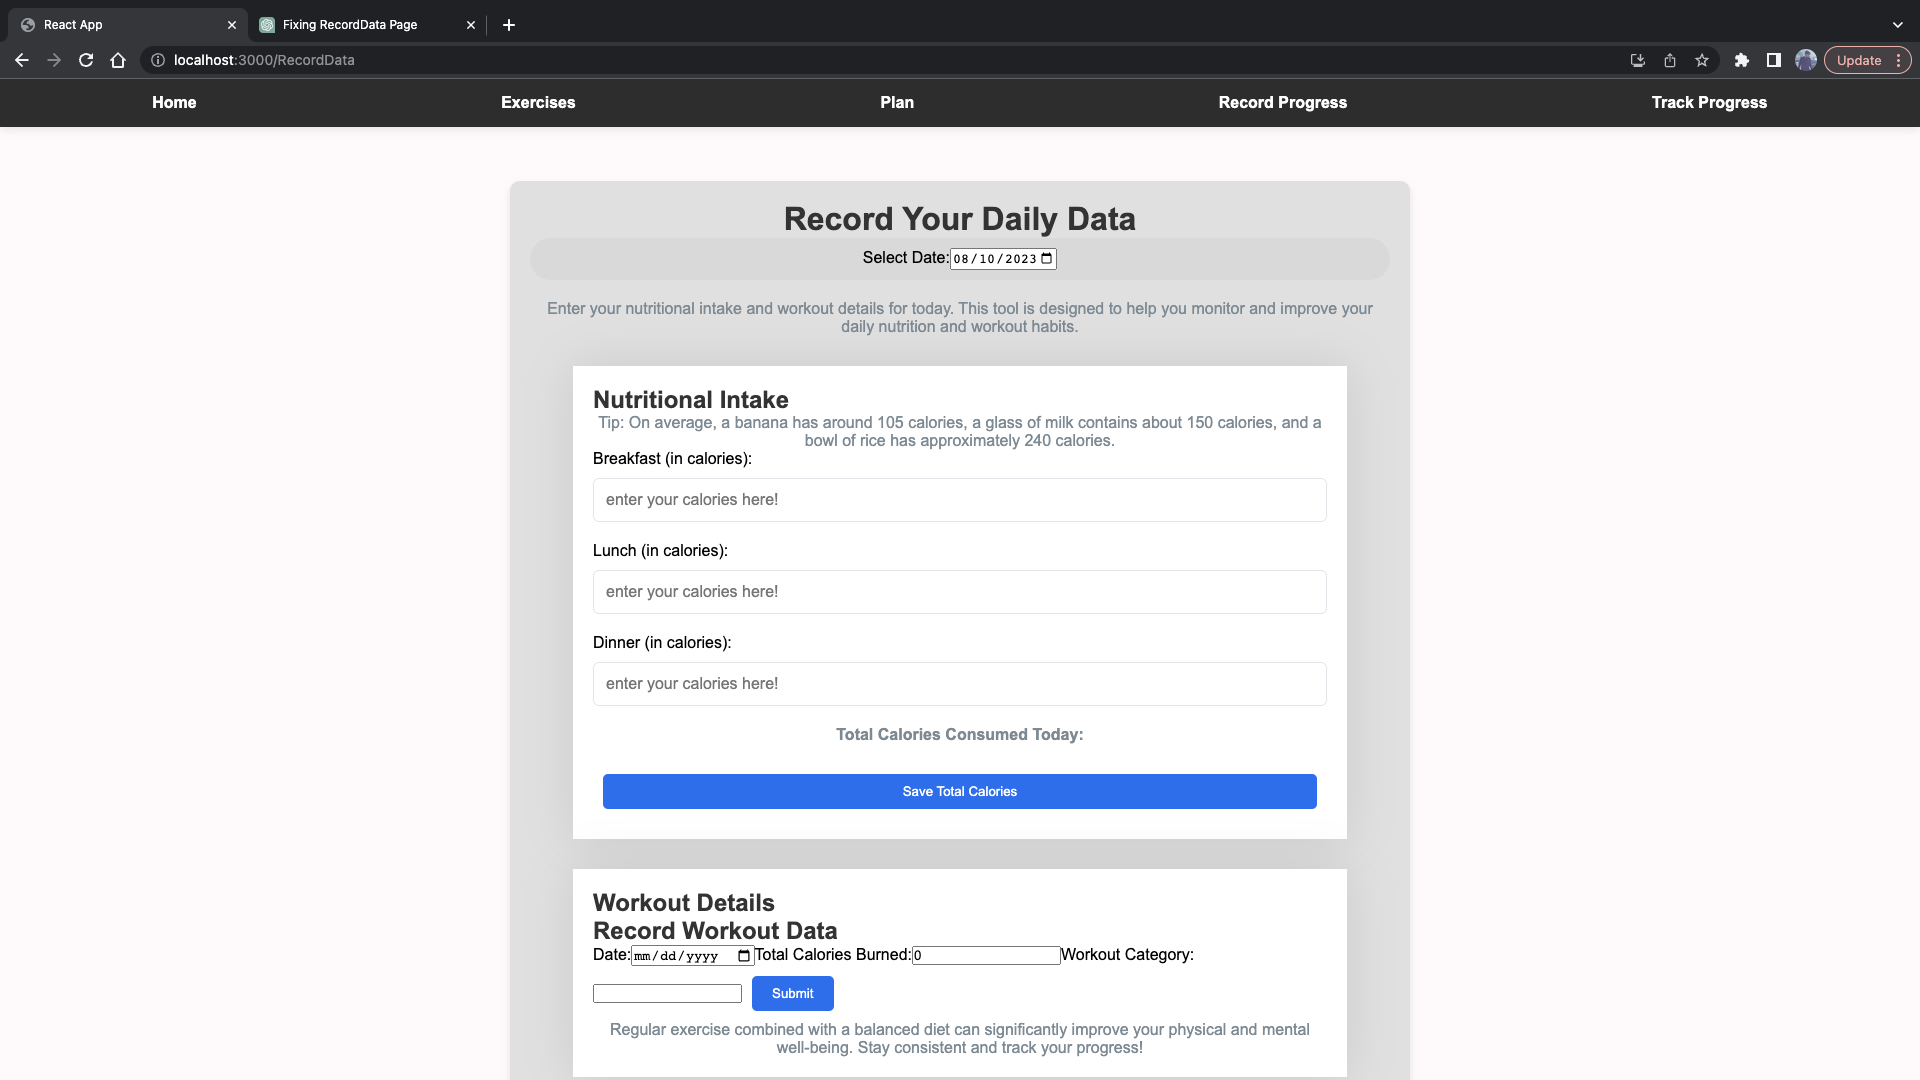 React App
Fixing RecordData Page
localhost:3000/RecordData
Update
Home Exercises Plan Record Progress Track Progress
Record Your Daily Data
Select Date: 08/10/2023
Enter your nutritional intake and workout details for today. This tool is designed to help you monitor and improve your
daily nutrition and workout habits.
Nutritional Intake
Tip: On average, a banana has around 105 calories, a glass of milk contains about 150 calories, and a
bowl of rice has approximately 240 calories.
Breakfast (in calories):
enter your calories here!
Lunch (in calories):
enter your calories here!
Dinner (in calories):
enter your calories here!
Total Calories Consumed Today:
Save Total Calories
Workout Details
Record Workout Data
Date: mm/dd/yyyy Total Calories Burned: 0 Workout Category:
Submit
Regular exercise combined with a balanced diet can significantly improve your physical and mental
well-being. Stay consistent and track your progress!